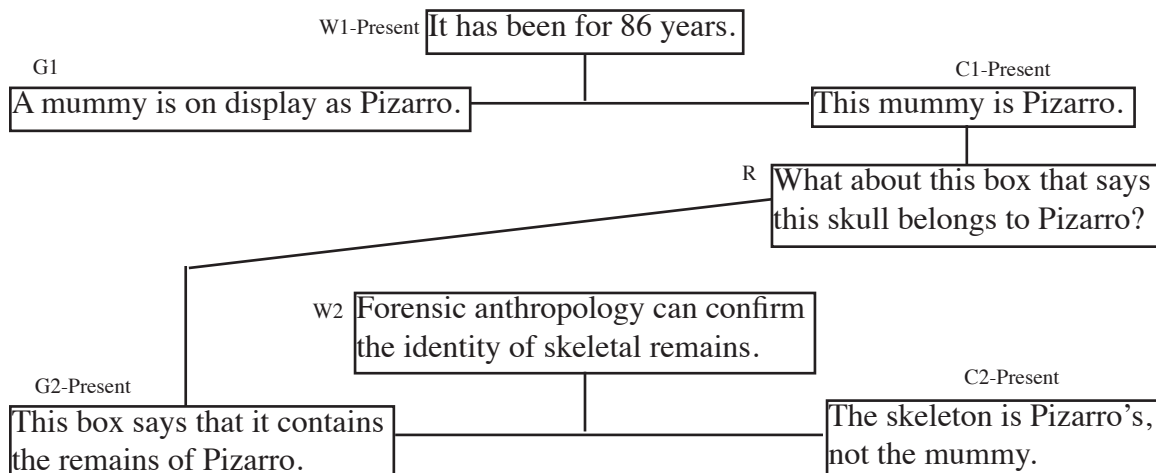 W1-Present
It has been for 86 years.
G1
A mummy is on display as Pizarro.
C1-Present
This mummy is Pizarro.
R
What about this box that says
this skull belongs to Pizarro?
W2
Forensic anthropology can confirm
the identity of skeletal remains.
G2-Present
This box says that it contains
the remains of Pizarro.
C2-Present
The skeleton is Pizarro’s,
not the mummy.